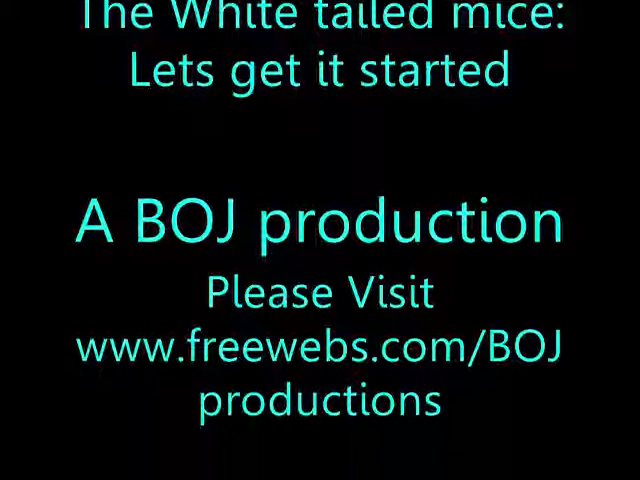 The White tailed mice:
Lets get it started
A BOJ production
Please Visit
www.freewebs.com/BOJ
productions